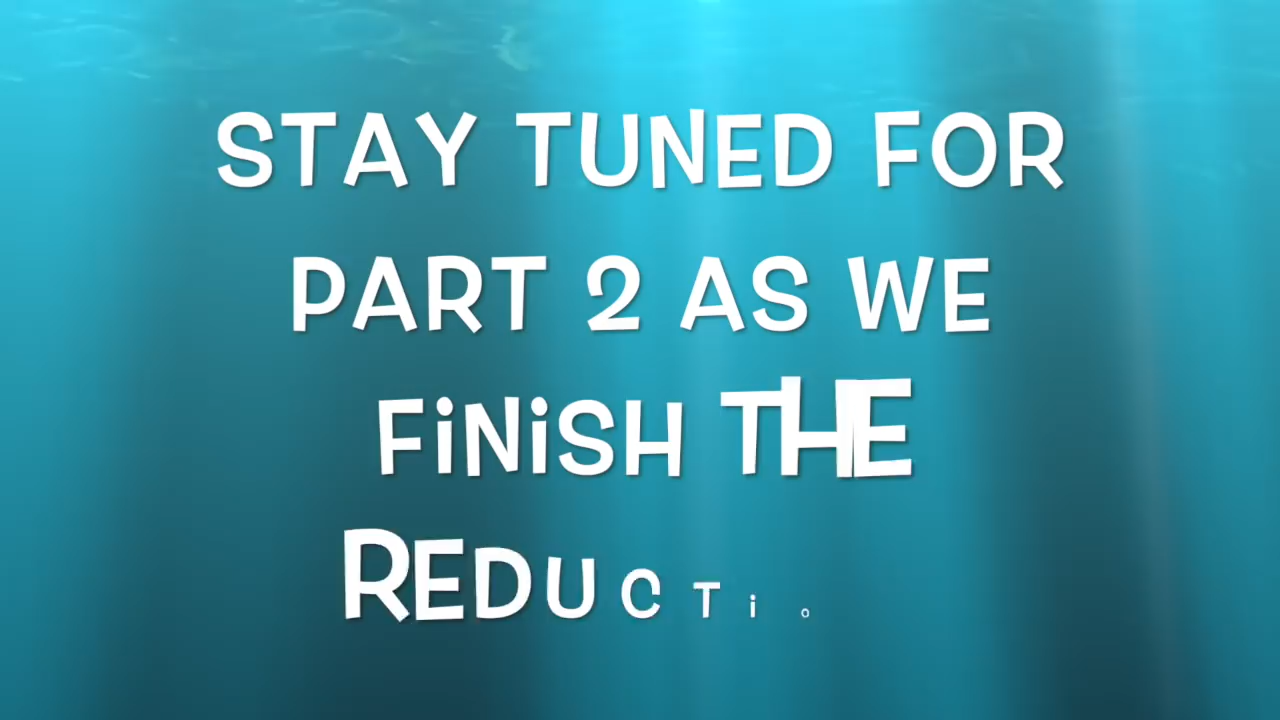 STAY TUNED FOR
PART 2 AS WE
FiNiSH THE
REDUCTiO